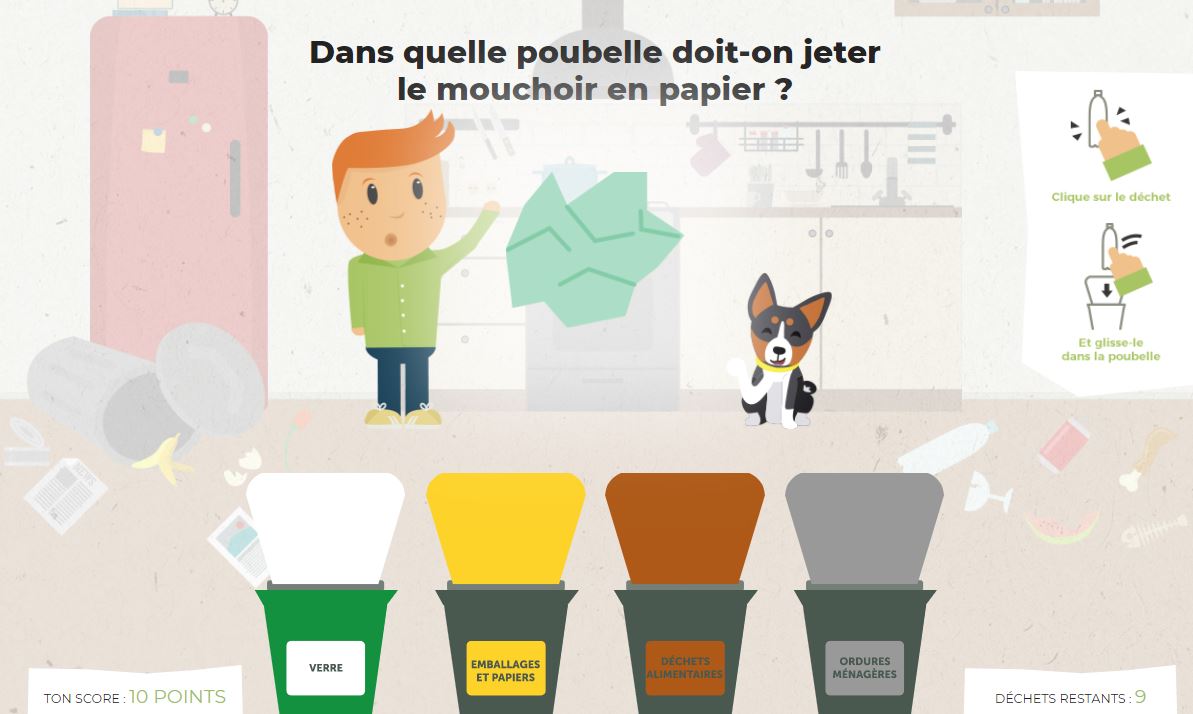 Dans quelle poubelle doit-on jeter
le mouchoir en papier ?
Clique sur le déchet
Et glisse-le
dans la poubelle
NEWS
VERRE
EMBALLAGES
ET PAPIERS
DÉCHETS
ALIMENTAIRES
ORDURES
MÉNAGÈRES
TON SCORE : 10 POINTS
DÉCHETS RESTANTS : 9